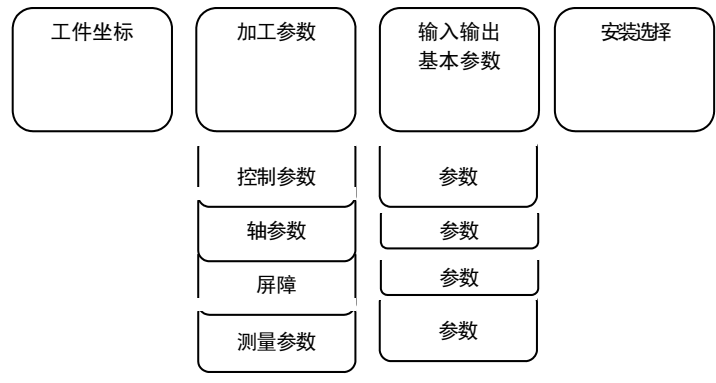 工件坐标
加工参数
输入输出
基本参数
安装选择
控制参数
参数
轴参数
参数
屏障
参数
测量参数
参数